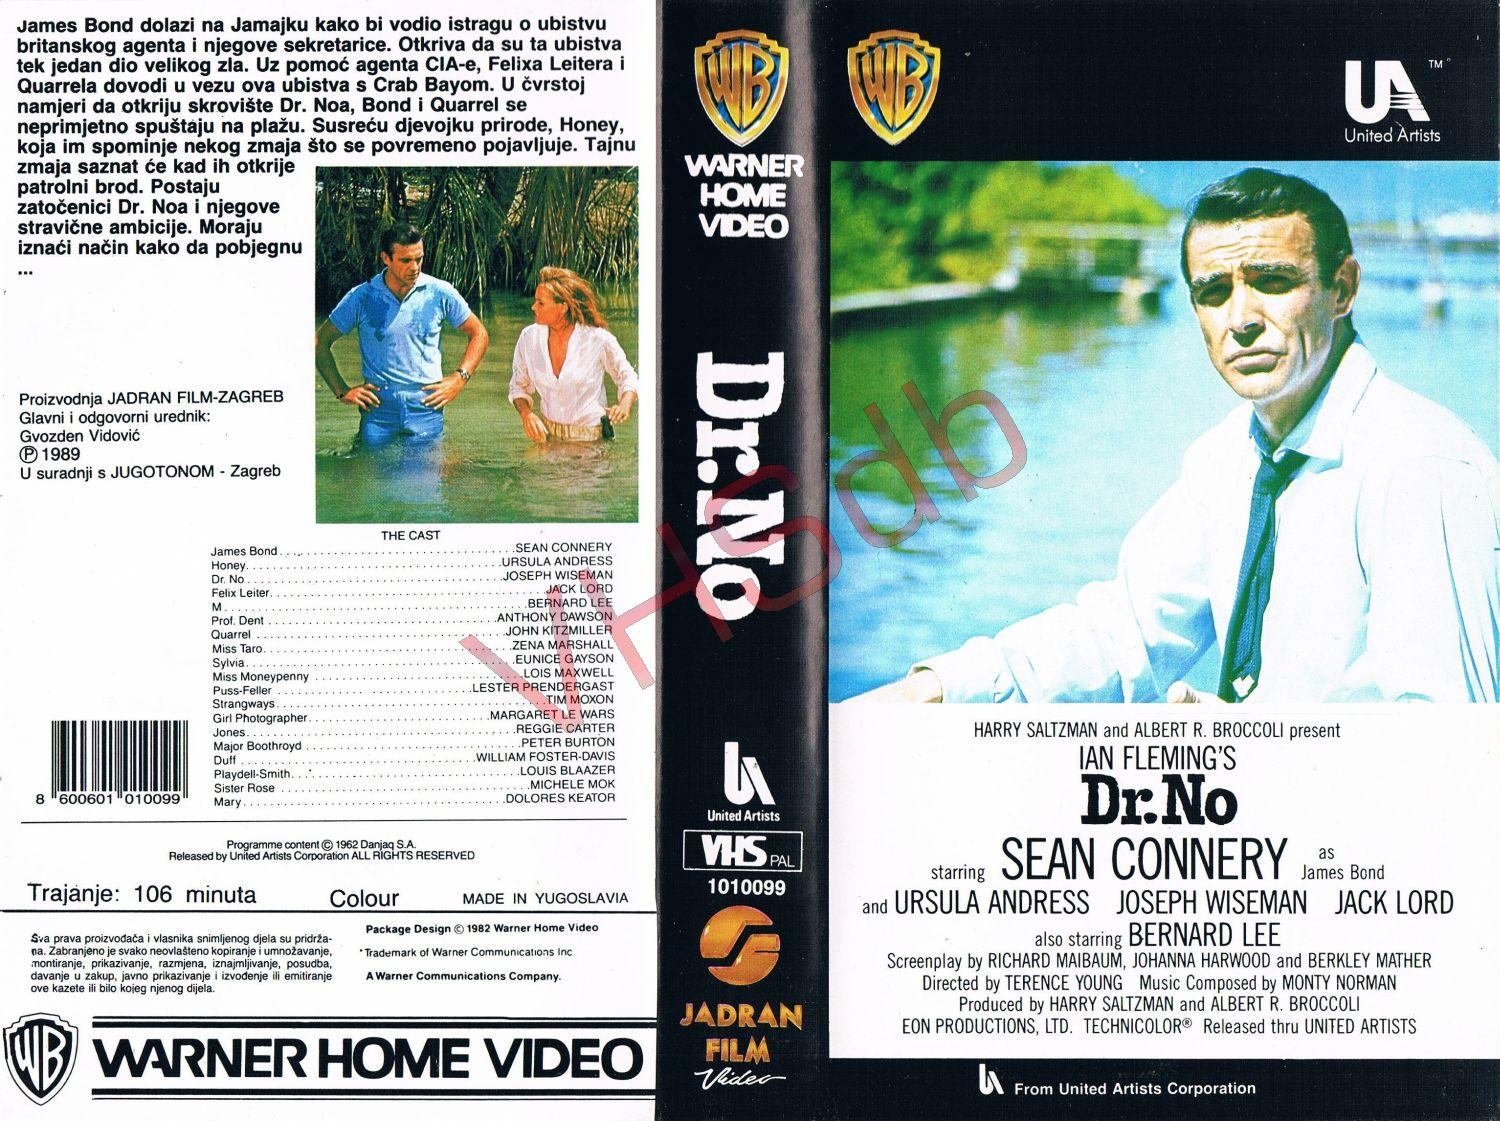 James Bond dolazi na Jamajku kako bi vodio istragu o ubistvu
britanskog agenta i njegove sekretarice. Otkriva da su ta ubistva
tek jedan dio velikog zla. Uz pomoć agenta CIA-e, Felixa Leitera i
Quarrela dovodi u vezu ova ubistva s Crab Bayom. U čvrstoj
namjeri da otkriju skrovište Dr. Noa, Bond i Quarrel se
neprimjetno spuštaju na plažu. Susreću djevojku prirode, Honey,
koja im spominje nekog zmaja što se povremeno pojavljuje. Tajnu
zmaja saznat će kad ih otkrije
patrolni brod. Postaju
zatočenici Dr. Noa i njegove
stravične ambicije. Moraju
iznaći način kako da pobjegnu
...
Proizvodnja JADRAN FILM-ZAGREB
Glavni i odgovorni urednik:
Gvozden Vidović
Ⓟ 1989
U suradnji s JUGOTONOM - Zagreb
THE CAST
James Bond SEAN CONNERY
Honey URSULA ANDRESS
Dr. No JOSEPH WISEMAN
Felix Leiter JACK LORD
M BERNARD LEE
Prof. Dent ANTHONY DAWSON
Quarrel JOHN KITZMILLER
Miss Taro ZENA MARSHALL
Sylvia EUNICE GAYSON
Miss Moneypenny LOIS MAXWELL
Puss-Feller LESTER PRENDERGAST
Strangways TIM MOXON
Girl Photographer MARGARET LE WARS
Jones REGGIE CARTER
Major Boothroyd PETER BURTON
Duff WILLIAM FOSTER-DAVIS
Playdell-Smith LOUIS BLAAZER
Sister Rose MICHELE MOK
Mary DOLORES KEATOR
8 600601 010099
Programme content © 1962 Danjaq S.A.
Released by United Artists Corporation ALL RIGHTS RESERVED
Trajanje: 106 minuta Colour MADE IN YUGOSLAVIA
Sva prava proizvođača i vlasnika snimljenog djela su pridrža-
na. Zabranjeno je svako neovlašteno kopiranje i umnožavanje,
montiranje, prikazivanje, razmjena, iznajmljivanje, posudba,
davanje u zakup, javno prikazivanje i izvođenje ili emitiranje
ove kazete ili bilo kojeg njenog dijela.
Package Design © 1982 Warner Home Video
*Trademark of Warner Communications Inc.
A Warner Communications Company.
WB
WARNER HOME VIDEO
WB
WARNER
HOME
VIDEO
Dr. No
UA
United Artists
VHS PAL
1010099
JADRAN
FILM
Video
WB
UA ™
United Artists
HARRY SALTZMAN and ALBERT R. BROCCOLI present
IAN FLEMING'S
Dr. No
starring SEAN CONNERY as James Bond
and URSULA ANDRESS JOSEPH WISEMAN JACK LORD
also starring BERNARD LEE
Screenplay by RICHARD MAIBAUM, JOHANNA HARWOOD and BERKLEY MATHER
Directed by TERENCE YOUNG Music Composed by MONTY NORMAN
Produced by HARRY SALTZMAN and ALBERT R. BROCCOLI
EON PRODUCTIONS, LTD. TECHNICOLOR® Released thru UNITED ARTISTS
UA From United Artists Corporation
VHSdb